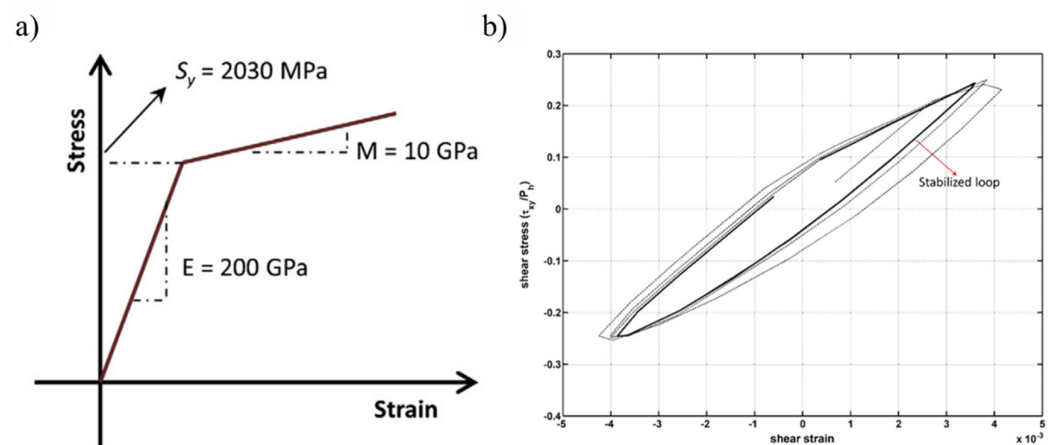 a)
S_y = 2030 MPa
Stress
M = 10 GPa
E = 200 GPa
Strain
b)
0.3
0.2
0.1
0
-0.1
-0.2
-0.3
-0.4
shear stress (τ_xy/P_h)
Stabilized loop
-5 -4 -3 -2 -1 0 1 2 3 4 5
shear strain
x 10⁻³